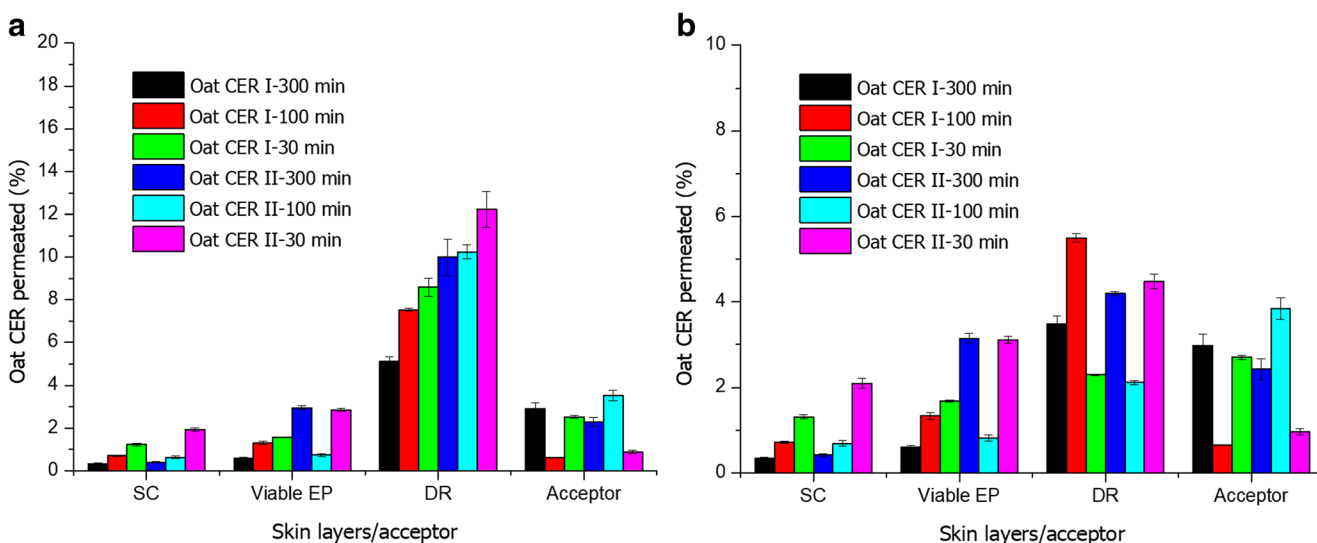 a
20
18
16
14
12
10
8
6
4
2
0
Oat CER permeated (%)
Oat CER I-300 min
Oat CER I-100 min
Oat CER I-30 min
Oat CER II-300 min
Oat CER II-100 min
Oat CER II-30 min
SC Viable EP DR Acceptor
Skin layers/acceptor
b
10
8
6
4
2
0
Oat CER permeated (%)
Oat CER I-300 min
Oat CER I-100 min
Oat CER I-30 min
Oat CER II-300 min
Oat CER II-100 min
Oat CER II-30 min
SC Viable EP DR Acceptor
Skin layers/acceptor